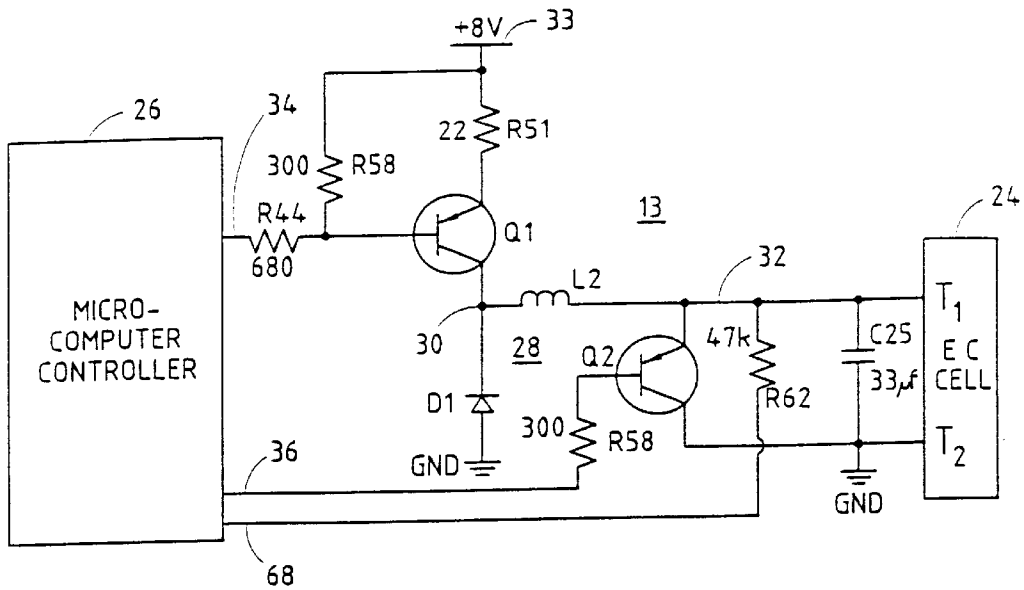 +8V
33
26
34
22
R51
300
R58
R44
680
Q1
13
24
MICRO-
COMPUTER
CONTROLLER
L2
32
T1
30
28
Q2
47k
C25
E C
CELL
33µf
D1
300
R58
R62
GND
T2
36
GND
68